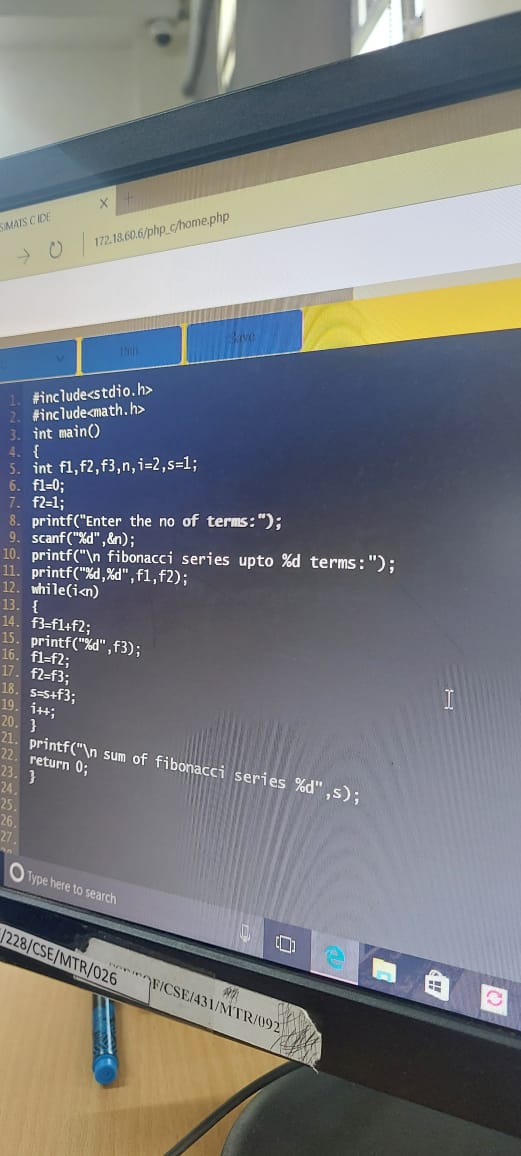 SIMATS C IDE
172.18.60.6/php_c/home.php
Run
Save
1. #include<stdio.h>
2. #include<math.h>
3. int main()
4. {
5. int f1,f2,f3,n,i=2,s=1;
6. f1=0;
7. f2=1;
8. printf("Enter the no of terms:");
9. scanf("%d",&n);
10. printf("\n fibonacci series upto %d terms:");
11. printf("%d,%d",f1,f2);
12. while(i<n)
13. {
14. f3=f1+f2;
15. printf("%d",f3);
16. f1=f2;
17. f2=f3;
18. s=s+f3;
19. i++;
20. }
21. printf("\n sum of fibonacci series %d",s);
22. return 0;
23. }
24.
25.
26.
27.
Type here to search
/228/CSE/MTR/026
F/CSE/431/MTR/092